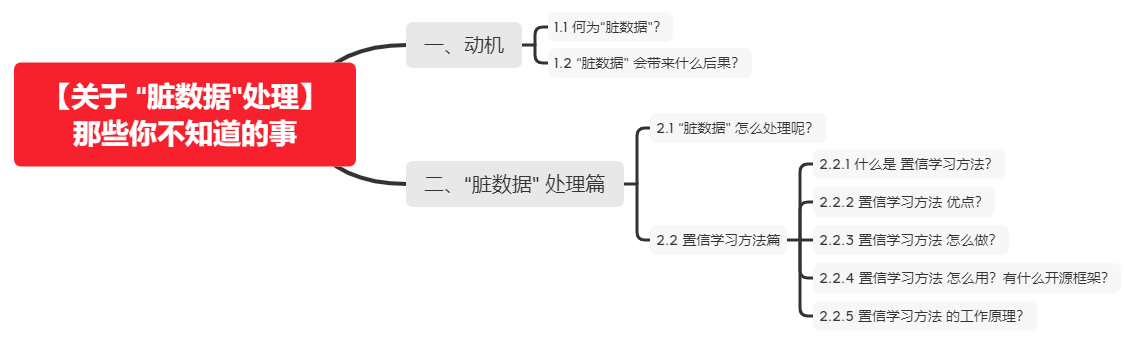 【关于 “脏数据"处理】
那些你不知道的事
一、动机
1.1 何为“脏数据”？
1.2 “脏数据” 会带来什么后果？
二、“脏数据” 处理篇
2.1 “脏数据” 怎么处理呢？
2.2 置信学习方法篇
2.2.1 什么是 置信学习方法？
2.2.2 置信学习方法 优点？
2.2.3 置信学习方法 怎么做？
2.2.4 置信学习方法 怎么用？有什么开源框架？
2.2.5 置信学习方法 的工作原理？